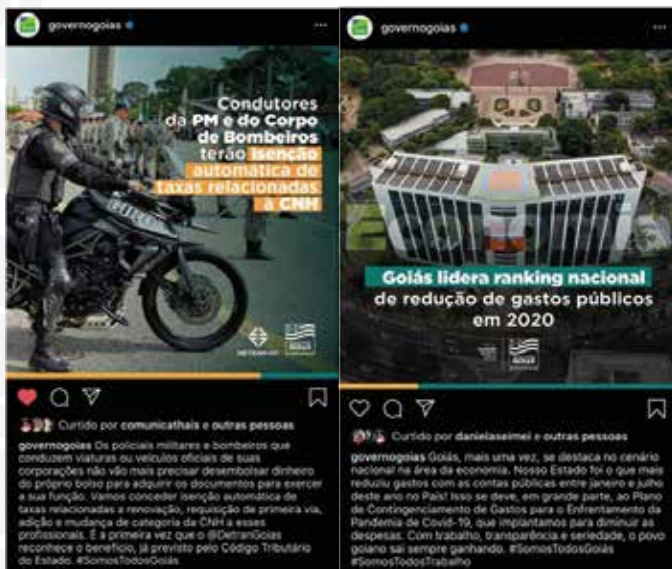 governogoias
Condutores
da PM e do Corpo
de Bombeiros
terão isenção
automática de
taxas relacionadas
à CNH
DETRAN-GO
GOIÁS
Curtido por comunicathais e outras pessoas
governogoias Os policiais militares e bombeiros que
conduzem viaturas ou veículos oficiais de suas
corporações não vão mais precisar desembolsar dinheiro
do próprio bolso para adquirir os documentos para exercer
a sua função. Vamos conceder isenção automática de
taxas relacionadas a renovação, requisição de primeira via,
adição e mudança de categoria da CNH a esses
profissionais. É a primeira vez que o @DetranGoias
reconhece o benefício, já previsto pelo Código Tributário
do Estado. #SomosTodosGoiás
governogoias
Goiás lidera ranking nacional
de redução de gastos públicos
em 2020
GOIÁS
Curtido por danielaseimei e outras pessoas
governogoias Goiás, mais uma vez, se destaca no cenário
nacional na área da economia. Nosso Estado foi o que mais
reduziu gastos com as contas públicas entre janeiro e julho
deste ano no País! Isso se deve, em grande parte, ao Plano
de Contingenciamento de Gastos para o Enfrentamento da
Pandemia de Covid-19, que implantamos para diminuir as
despesas. Com trabalho, transparência e seriedade, o povo
goiano sai sempre ganhando. #SomosTodosGoiás
#SomosTodosTrabalho